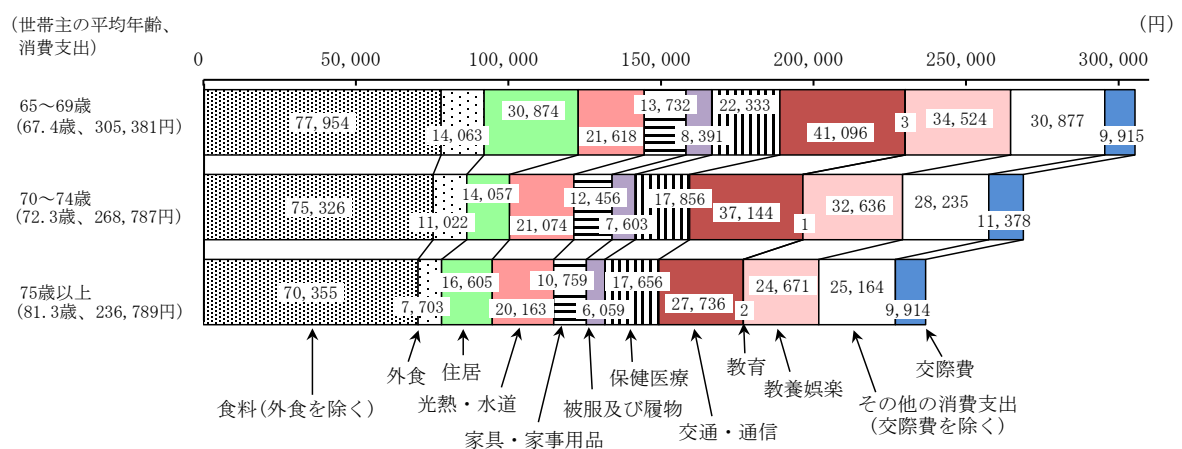 (世帯主の平均年齢、
消費支出)
(円)
0 50,000 100,000 150,000 200,000 250,000 300,000
65～69歳
(67.4歳、305,381円)
77,954 14,063 30,874 21,618 13,732 8,391 22,333 41,096 3 34,524 30,877 9,915
70～74歳
(72.3歳、268,787円)
75,326 11,022 14,057 21,074 12,456 7,603 17,856 37,144 1 32,636 28,235 11,378
75歳以上
(81.3歳、236,789円)
70,355 7,703 16,605 20,163 10,759 6,059 17,656 27,736 2 24,671 25,164 9,914
食料(外食を除く)
外食
住居
光熱・水道
家具・家事用品
被服及び履物
保健医療
交通・通信
教育
教養娯楽
その他の消費支出
(交際費を除く)
交際費